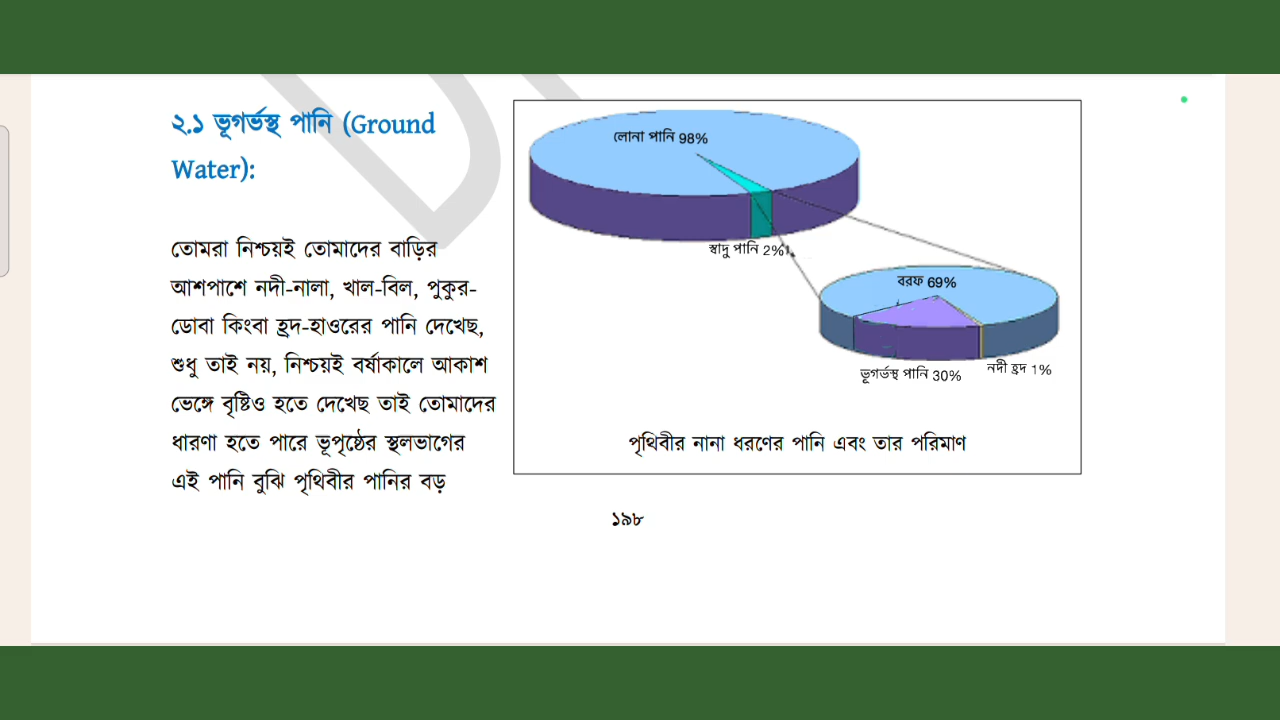 ২.১ ভূগর্ভস্থ পানি (Ground
Water):
তোমরা নিশ্চয়ই তোমাদের বাড়ির
আশপাশে নদী-নালা, খাল-বিল, পুকুর-
ডোবা কিংবা হ্রদ-হাওরের পানি দেখেছ,
শুধু তাই নয়, নিশ্চয়ই বর্ষাকালে আকাশ
ভেঙ্গে বৃষ্টিও হতে দেখেছ তাই তোমাদের
ধারণা হতে পারে ভূপৃষ্ঠের স্থলভাগের
এই পানি বুঝি পৃথিবীর পানির বড়
লোনা পানি 98%
স্বাদু পানি 2%
বরফ 69%
ভূগর্ভস্থ পানি 30%
নদী হ্রদ 1%
পৃথিবীর নানা ধরণের পানি এবং তার পরিমাণ
১৯৮